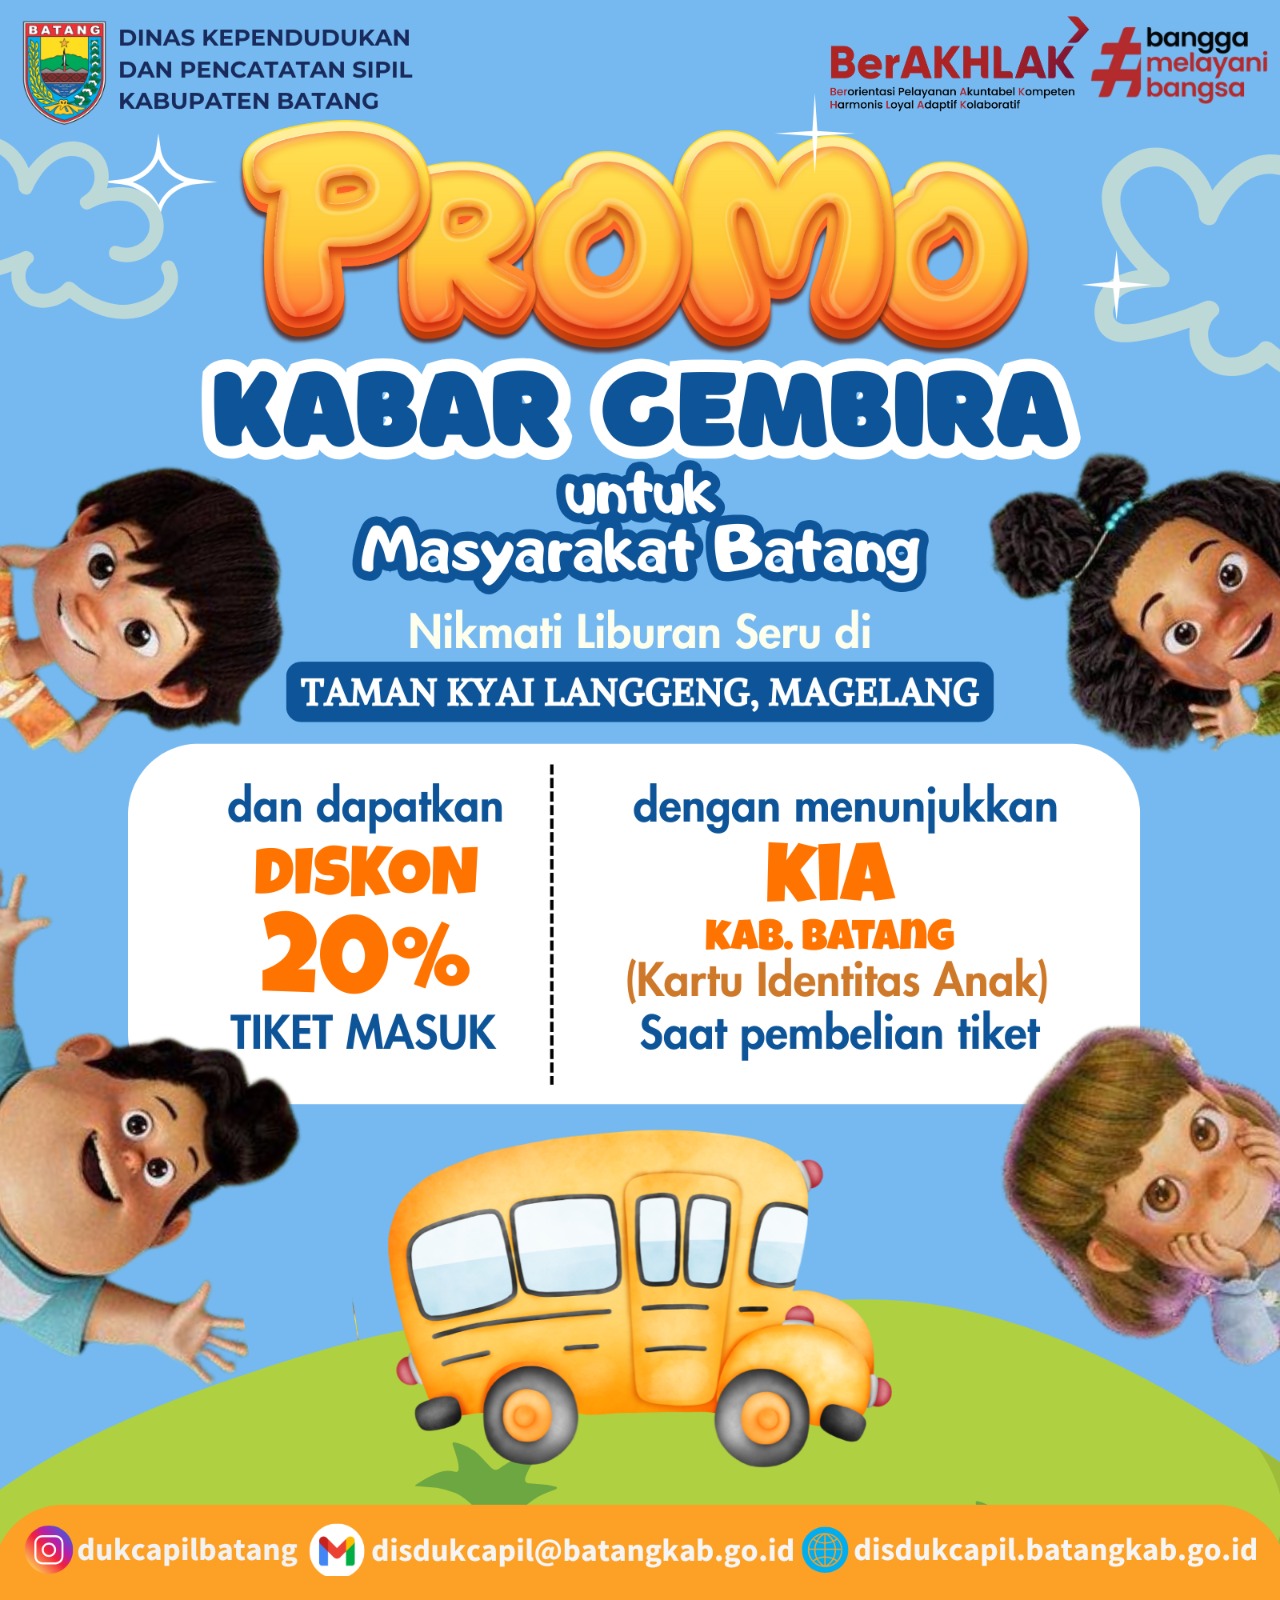 BATANG
DINAS KEPENDUDUKAN
DAN PENCATATAN SIPIL
KABUPATEN BATANG
BerAKHLAK
Berorientasi Pelayanan Akuntabel Kompeten
Harmonis Loyal Adaptif Kolaboratif
#bangga
melayani
bangsa
PROMO
KABAR GEMBIRA
untuk
Masyarakat Batang
Nikmati Liburan Seru di
TAMAN KYAI LANGGENG, MAGELANG
dan dapatkan
DISKON
20%
TIKET MASUK
dengan menunjukkan
KIA
KAB. BATANG
(Kartu Identitas Anak)
Saat pembelian tiket
dukcapilbatang
disdukcapil@batangkab.go.id
disdukcapil.batangkab.go.id